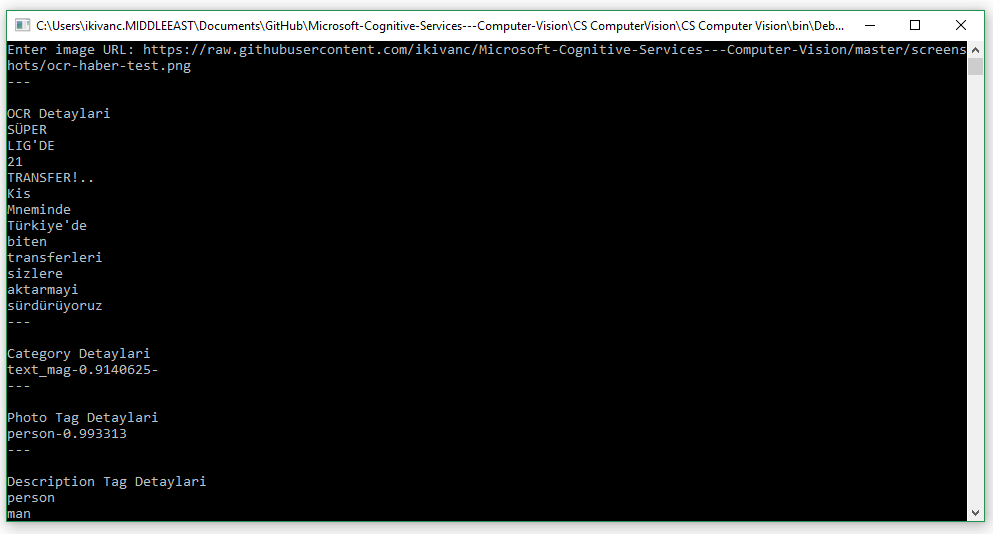 C:\Users\ikivanc.MIDDLEEAST\Documents\GitHub\Microsoft-Cognitive-Services---Computer-Vision\CS ComputerVision\CS Computer Vision\bin\Deb...
Enter image URL: https://raw.githubusercontent.com/ikivanc/Microsoft-Cognitive-Services---Computer-Vision/master/screens
hots/ocr-haber-test.png
---
OCR Detaylari
SÜPER
LIG'DE
21
TRANSFER!..
Kis
Mneminde
Türkiye'de
biten
transferleri
sizlere
aktarmayi
sürdürüyoruz
---
Category Detaylari
text_mag-0.9140625-
---
Photo Tag Detaylari
person-0.993313
---
Description Tag Detaylari
person
man